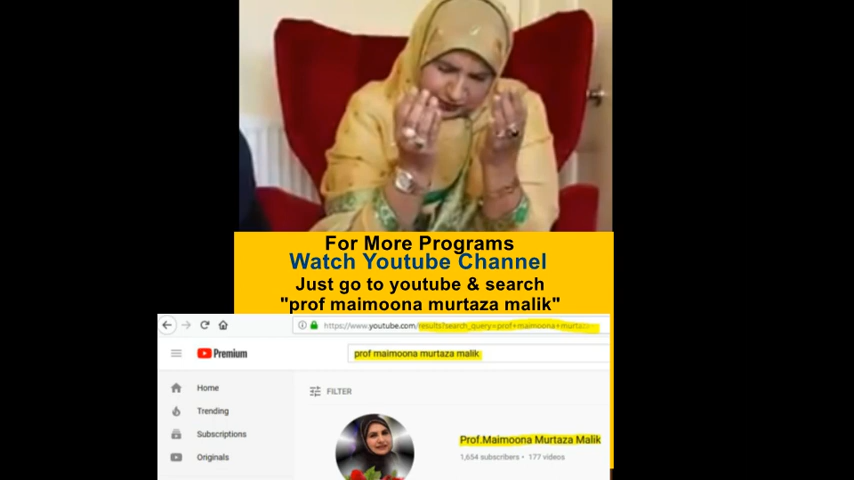 For More Programs
Watch Youtube Channel
Just go to youtube & search
"prof maimoona murtaza malik"
https://www.youtube.com/results?search_query=prof+maimoona+murtaza
Premium
prof maimoona murtaza malik
Home
FILTER
Trending
Subscriptions
Prof.Maimoona Murtaza Malik
Originals
1,654 subscribers • 177 videos